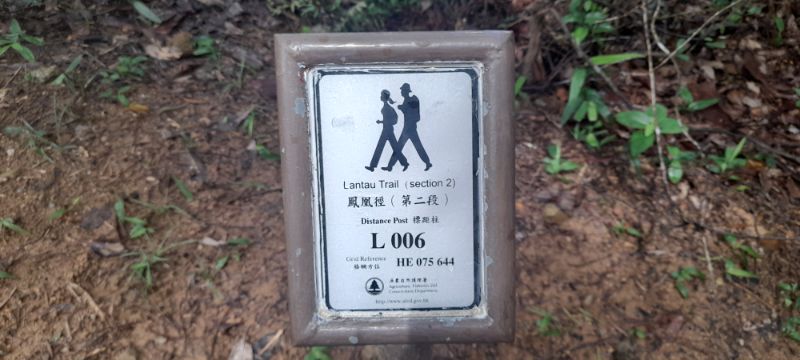 Lantau Trail (section 2)
鳳凰徑（第二段）
Distance Post 標距柱
L 006
Grid Reference
格網方位
HE 075 644
漁農自然護理署
Agriculture, Fisheries and
Conservation Department
http://www.afcd.gov.hk